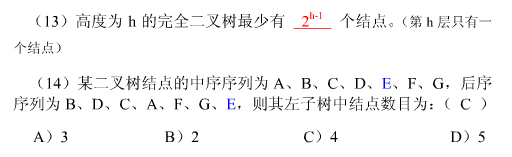 （13）高度为 h 的完全二叉树最少有 2^{h-1} 个结点。（第 h 层只有一
个结点）
（14）某二叉树结点的中序序列为 A、B、C、D、E、F、G，后序
序列为 B、D、C、A、F、G、E，则其左子树中结点数目为：（ C ）
A）3 B）2 C）4 D）5